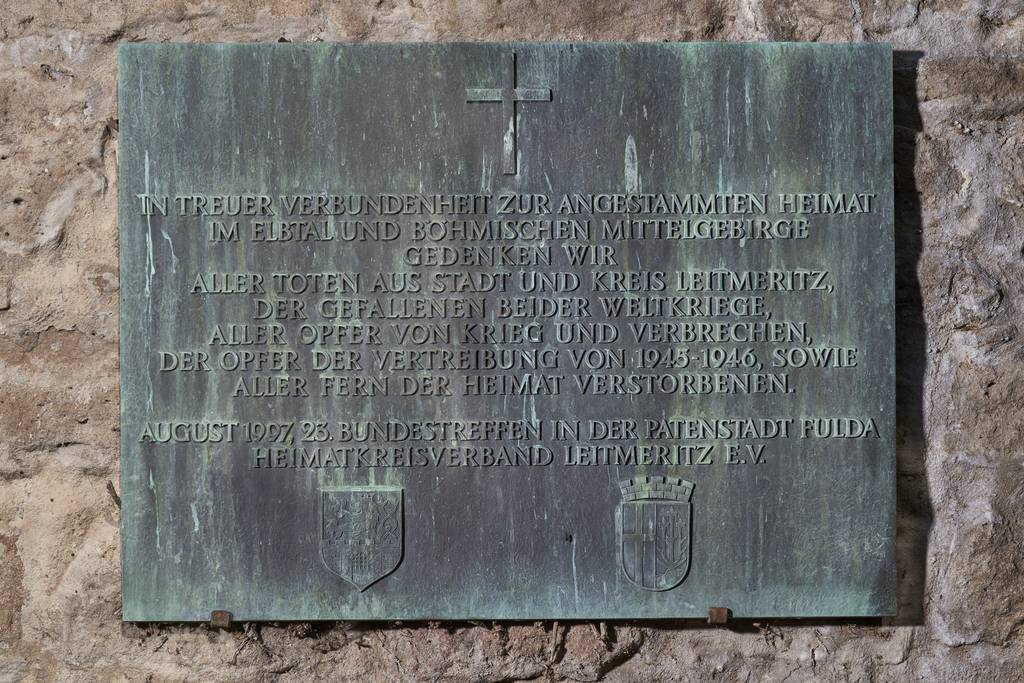 IN TREUER VERBUNDENHEIT ZUR ANGESTAMMTEN HEIMAT
IM ELBTAL UND BÖHMISCHEN MITTELGEBIRGE
GEDENKEN WIR
ALLER TOTEN AUS STADT UND KREIS LEITMERITZ,
DER GEFALLENEN BEIDER WELTKRIEGE,
ALLER OPFER VON KRIEG UND VERBRECHEN,
DER OPFER DER VERTREIBUNG VON 1945-1946, SOWIE
ALLER FERN DER HEIMAT VERSTORBENEN.
AUGUST 1997, 23. BUNDESTREFFEN IN DER PATENSTADT FULDA
HEIMATKREISVERBAND LEITMERITZ E.V.